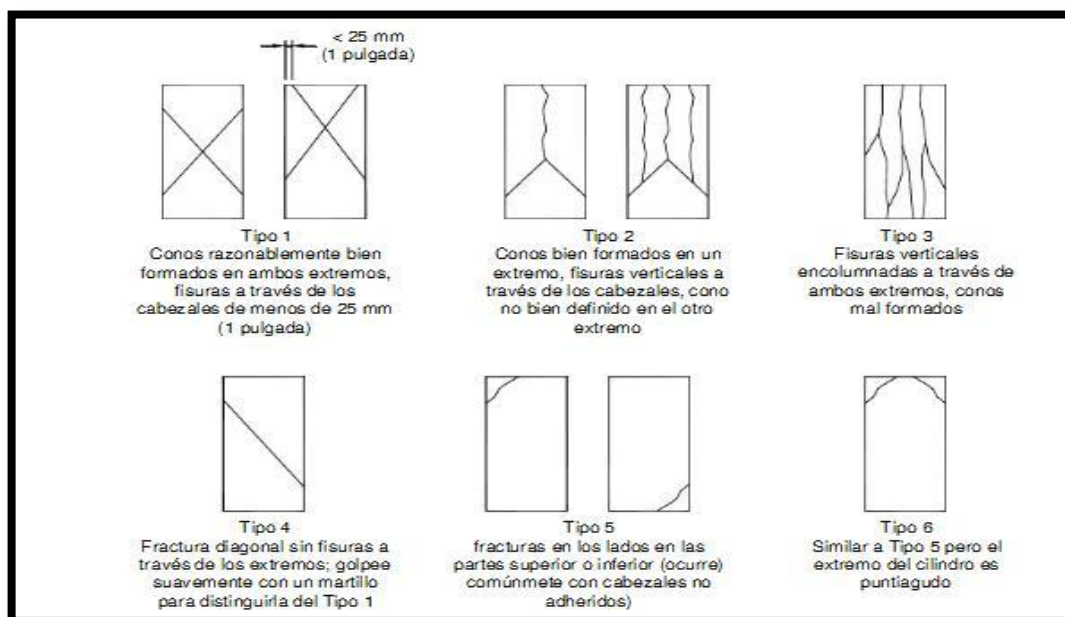 < 25 mm
(1 pulgada)
Tipo 1
Conos razonablemente bien
formados en ambos extremos,
fisuras a través de los
cabezales de menos de 25 mm
(1 pulgada)
Tipo 2
Conos bien formados en un
extremo, fisuras verticales a
través de los cabezales, cono
no bien definido en el otro
extremo
Tipo 3
Fisuras verticales
encolumnadas a través de
ambos extremos, conos
mal formados
Tipo 4
Fractura diagonal sin fisuras a
través de los extremos; golpee
suavemente con un martillo
para distinguirla del Tipo 1
Tipo 5
fracturas en los lados en las
partes superior o inferior (ocurre)
comúnmete con cabezales no
adheridos)
Tipo 6
Similar a Tipo 5 pero el
extremo del cilindro es
puntiagudo